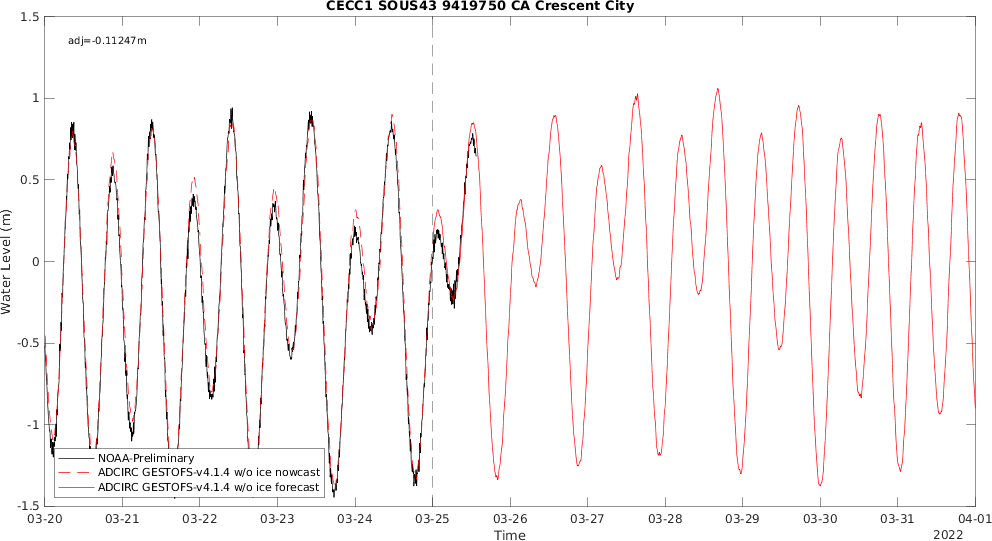 CECC1 SOUS43 9419750 CA Crescent City
adj=-0.11247m
Water Level (m)
1.5
1
0.5
0
-0.5
-1
-1.5
NOAA-Preliminary
ADCIRC GESTOFS-v4.1.4 w/o ice nowcast
ADCIRC GESTOFS-v4.1.4 w/o ice forecast
03-20 03-21 03-22 03-23 03-24 03-25 03-26 03-27 03-28 03-29 03-30 03-31 04-01
Time
2022